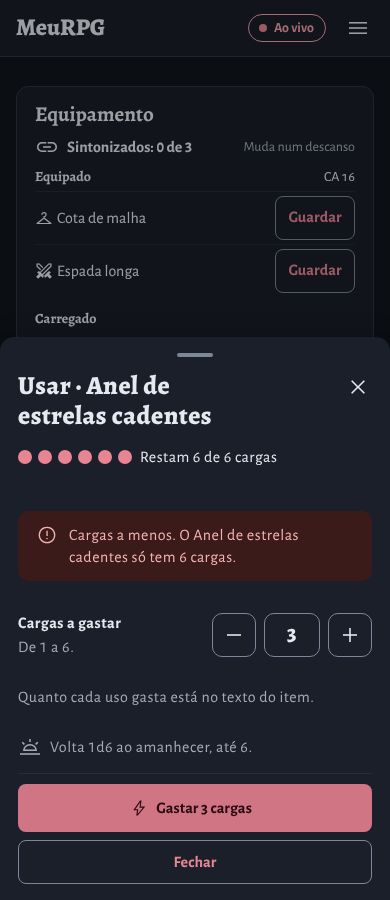 MeuRPG
Ao vivo
Equipamento
Sintonizados: 0 de 3
Muda num descanso
Equipado
CA 16
Cota de malha
Guardar
Espada longa
Guardar
Carregado
Usar · Anel de
estrelas cadentes
Restam 6 de 6 cargas
Cargas a menos. O Anel de estrelas
cadentes só tem 6 cargas.
Cargas a gastar
De 1 a 6.
3
Quanto cada uso gasta está no texto do item.
Volta 1d6 ao amanhecer, até 6.
Gastar 3 cargas
Fechar